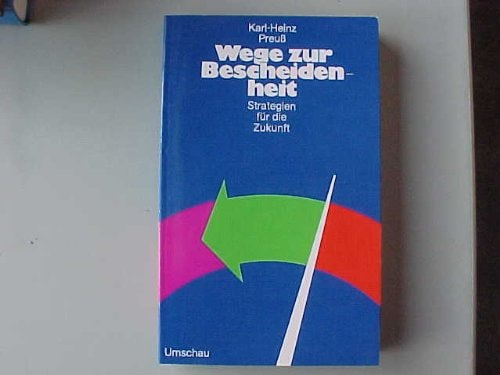 Karl-Heinz
Preuß
Wege zur
Bescheiden-
heit
Strategien
für die
Zukunft
Umschau